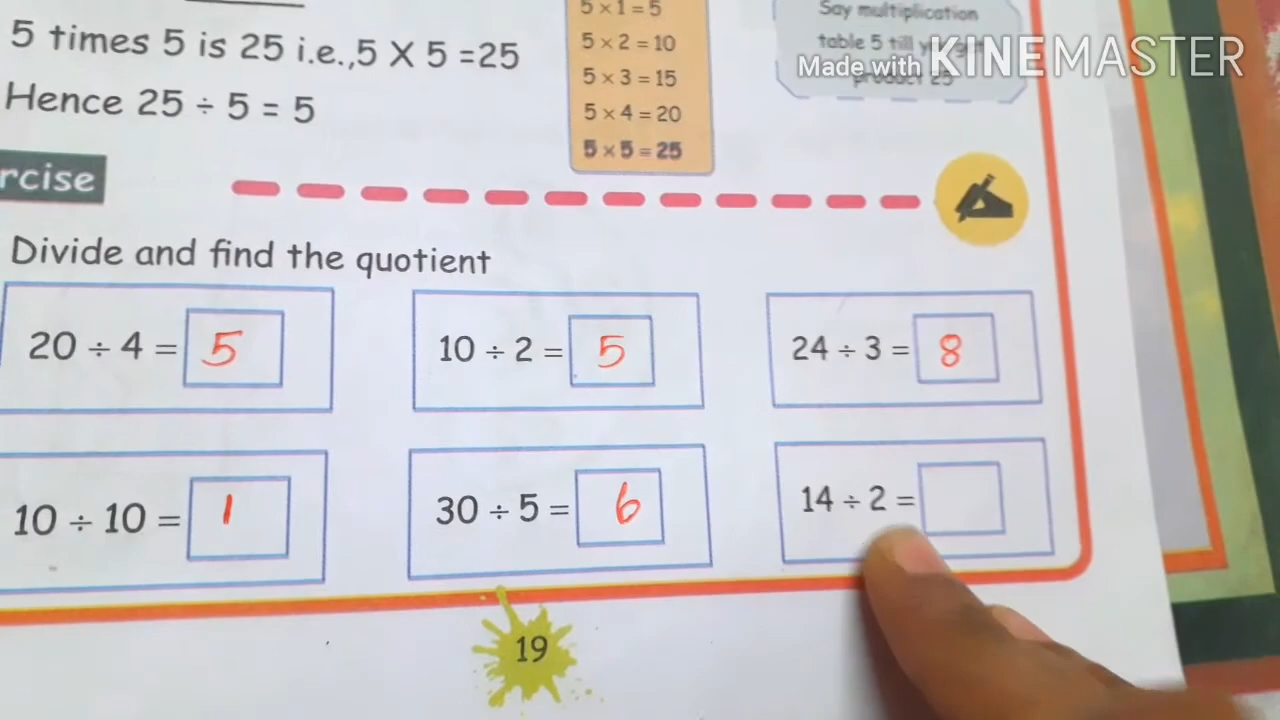 5 × 1 = 5
5 × 2 = 10
5 × 3 = 15
5 × 4 = 20
5 × 5 = 25
Say multiplication
table 5 till
product 25
Made with KINEMASTER
5 times 5 is 25 i.e.,5 X 5 =25
Hence 25 ÷ 5 = 5
rcise
Divide and find the quotient
20 ÷ 4 = 5
10 ÷ 2 = 5
24 ÷ 3 = 8
10 ÷ 10 = 1
30 ÷ 5 = 6
14 ÷ 2 =
19